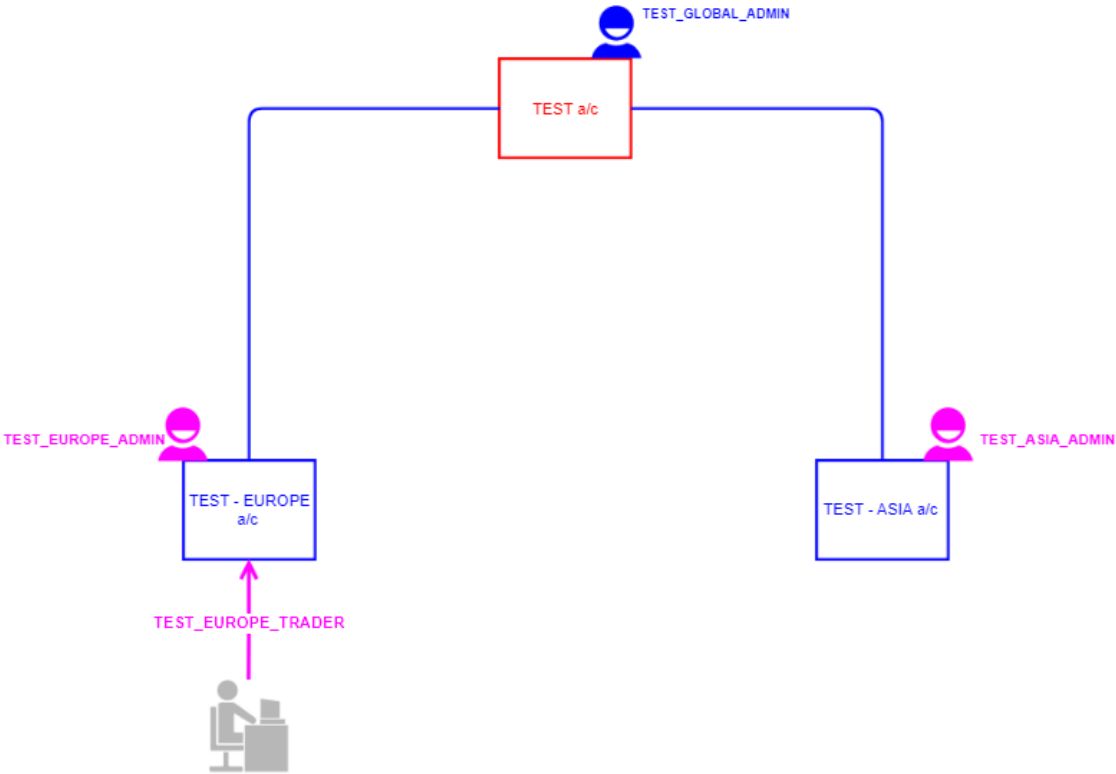 TEST_GLOBAL_ADMIN
TEST a/c
TEST_EUROPE_ADMIN
TEST_ASIA_ADMIN
TEST - EUROPE
a/c
TEST - ASIA a/c
TEST_EUROPE_TRADER